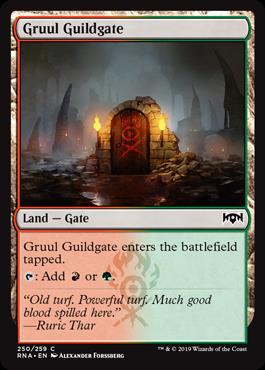 Gruul Guildgate
Land — Gate
Gruul Guildgate enters the battlefield
tapped.
: Add or
“Old turf. Powerful turf. Much good
blood spilled here.”
—Ruric Thar
250/259 C
RNA • EN Alexander Forssberg
™ & © 2019 Wizards of the Coast